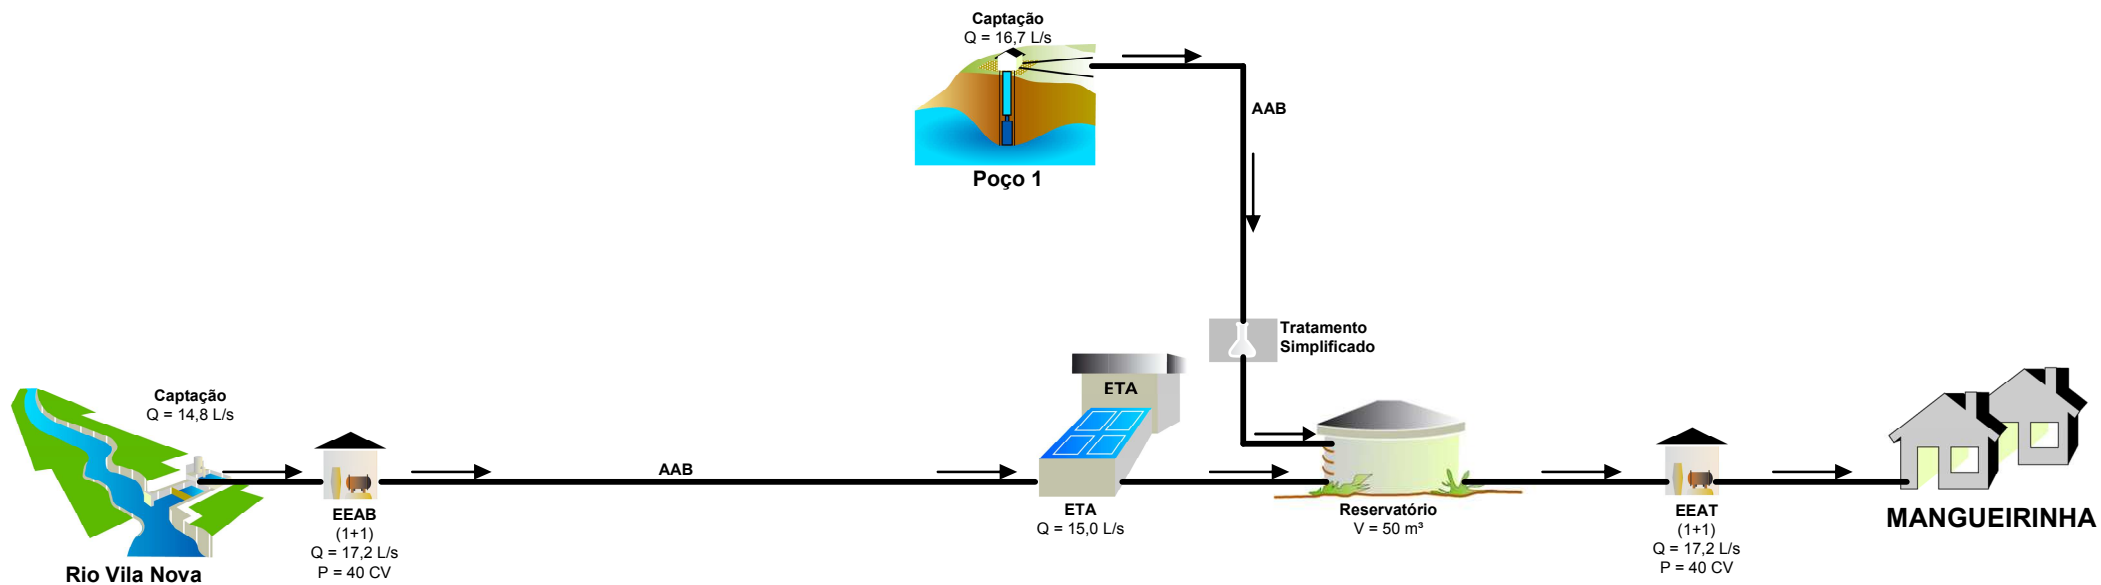 Captação
Q = 16,7 L/s
Poço 1
AAB
Tratamento
Simplificado
Captação
Q = 14,8 L/s
Rio Vila Nova
EEAB
(1+1)
Q = 17,2 L/s
P = 40 CV
AAB
ETA
ETA
Q = 15,0 L/s
Reservatório
V = 50 m³
EEAT
(1+1)
Q = 17,2 L/s
P = 40 CV
MANGUEIRINHA